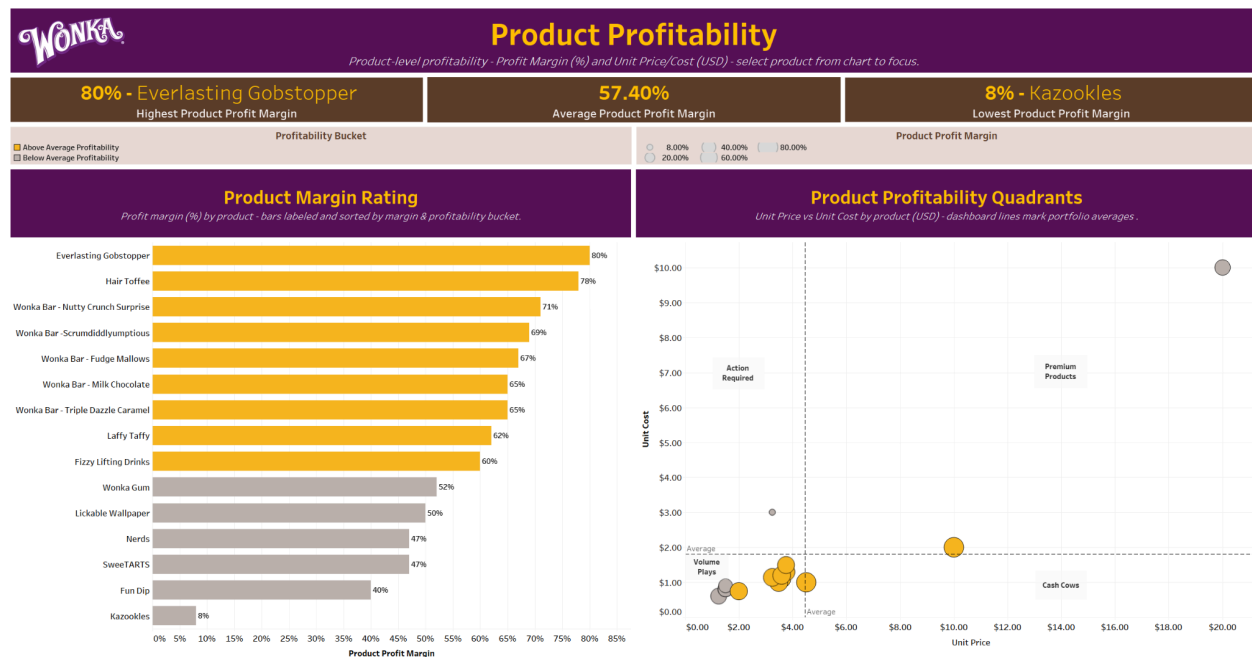 WONKA
Product Profitability
Product-level profitability - Profit Margin (%) and Unit Price/Cost (USD) - select product from chart to focus.
80% - Everlasting Gobstopper
Highest Product Profit Margin
57.40%
Average Product Profit Margin
8% - Kazookles
Lowest Product Profit Margin
Profitability Bucket
Above Average Profitability
Below Average Profitability
Product Profit Margin
8.00% 40.00% 80.00%
20.00% 60.00%
Product Margin Rating
Profit margin (%) by product - bars labeled and sorted by margin & profitability bucket.
Everlasting Gobstopper 80%
Hair Toffee 78%
Wonka Bar - Nutty Crunch Surprise 71%
Wonka Bar -Scrumdiddlyumptious 69%
Wonka Bar - Fudge Mallows 67%
Wonka Bar - Milk Chocolate 65%
Wonka Bar - Triple Dazzle Caramel 65%
Laffy Taffy 62%
Fizzy Lifting Drinks 60%
Wonka Gum 52%
Lickable Wallpaper 50%
Nerds 47%
SweeTARTS 47%
Fun Dip 40%
Kazookles 8%
0% 5% 10% 15% 20% 25% 30% 35% 40% 45% 50% 55% 60% 65% 70% 75% 80% 85%
Product Profit Margin
Product Profitability Quadrants
Unit Price vs Unit Cost by product (USD) - dashboard lines mark portfolio averages .
$10.00
$9.00
$8.00
$7.00
$6.00
$5.00
$4.00
$3.00
$2.00
$1.00
$0.00
Unit Cost
Action
Required
Premium
Products
Average
Volume
Plays
Cash Cows
Average
$0.00 $2.00 $4.00 $6.00 $8.00 $10.00 $12.00 $14.00 $16.00 $18.00 $20.00
Unit Price